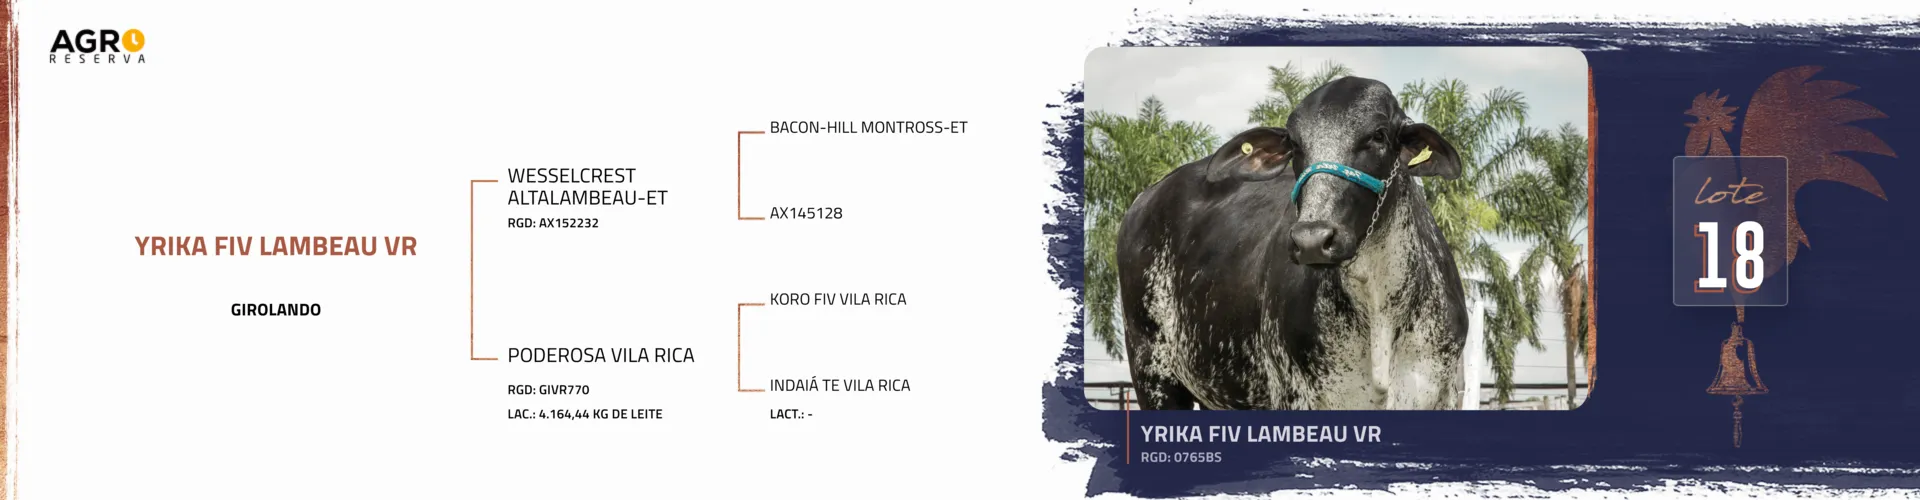 AGRO
RESERVA
YRIKA FIV LAMBEAU VR
GIROLANDO
WESSELCREST
ALTALAMBEAU-ET
RGD: AX152232
PODEROSA VILA RICA
RGD: GIVR770
LAC.: 4.164,44 KG DE LEITE
BACON-HILL MONTROSS-ET
AX145128
KORO FIV VILA RICA
INDAIÁ TE VILA RICA
LACT.: -
lote
18
YRIKA FIV LAMBEAU VR
RGD: 0765BS